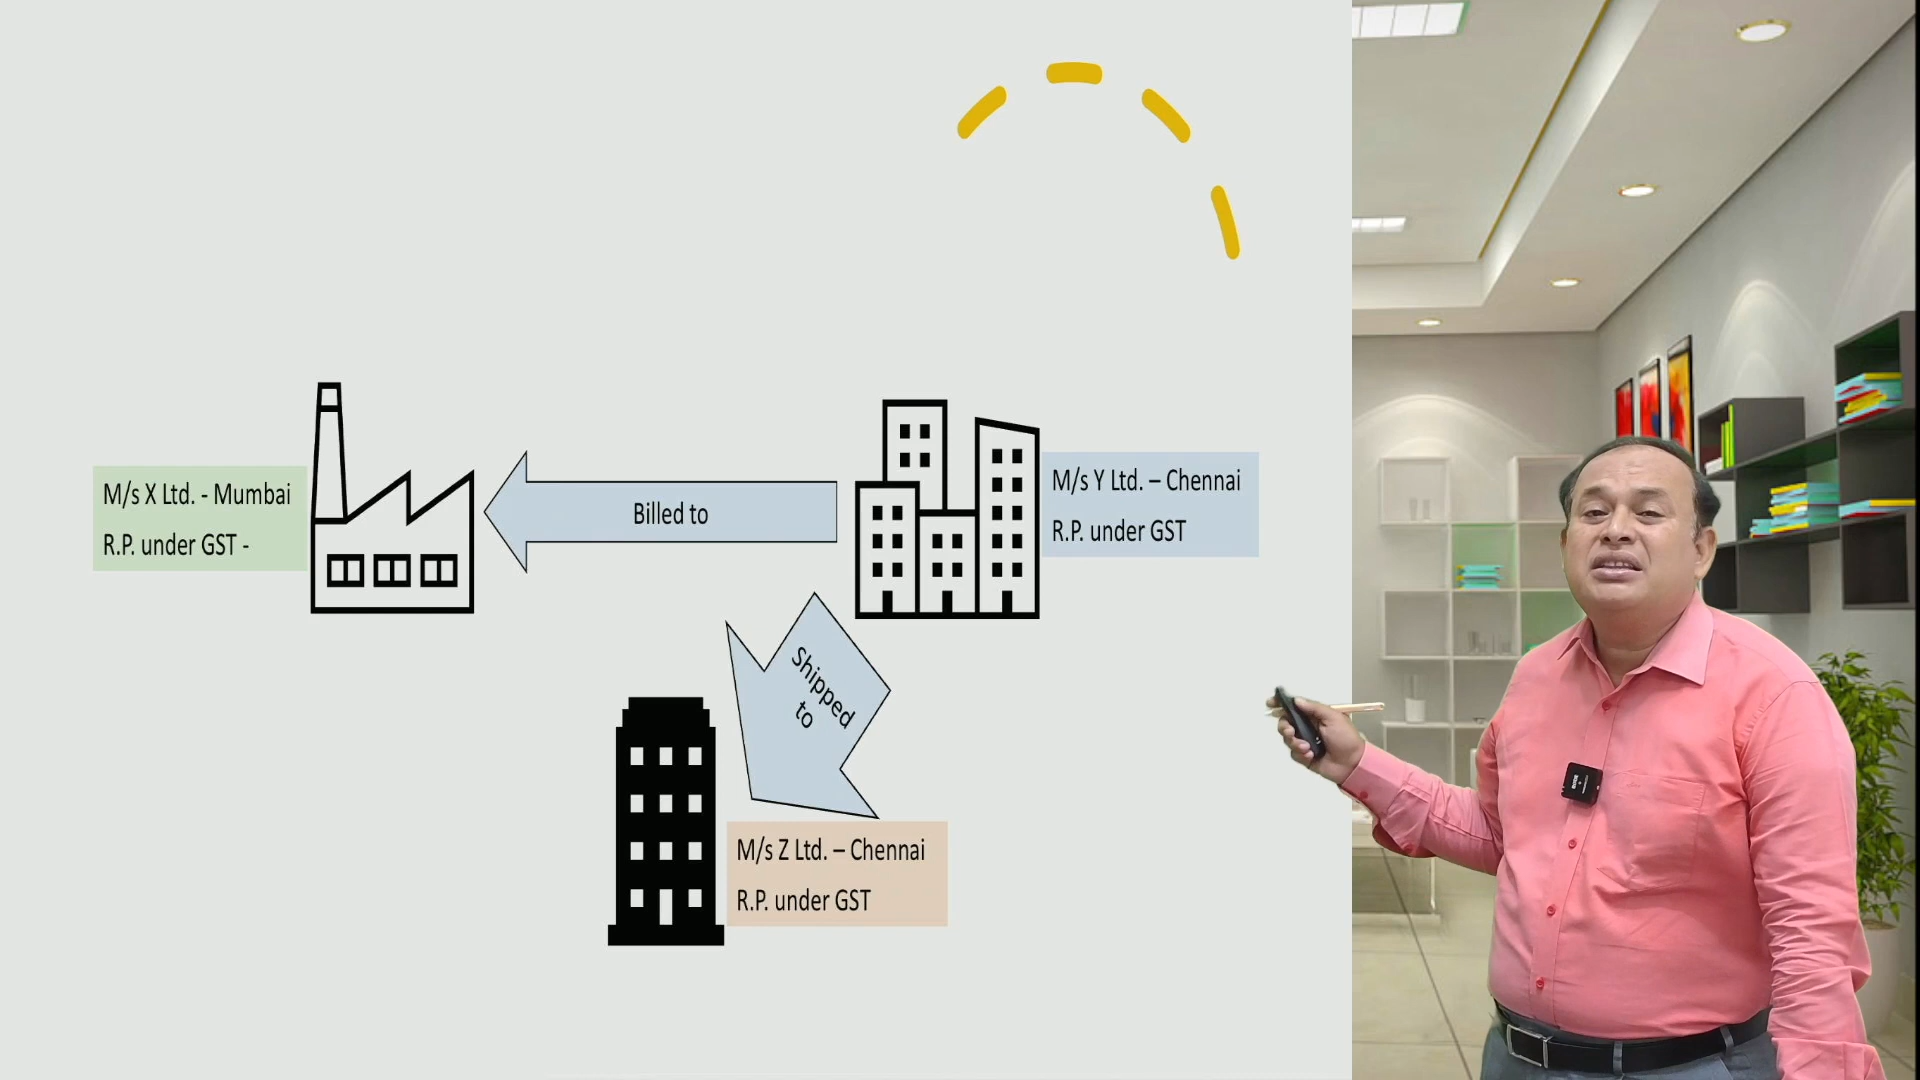 M/s X Ltd. - Mumbai
R.P. under GST -
Billed to
M/s Y Ltd. – Chennai
R.P. under GST
Shipped
to
M/s Z Ltd. – Chennai
R.P. under GST